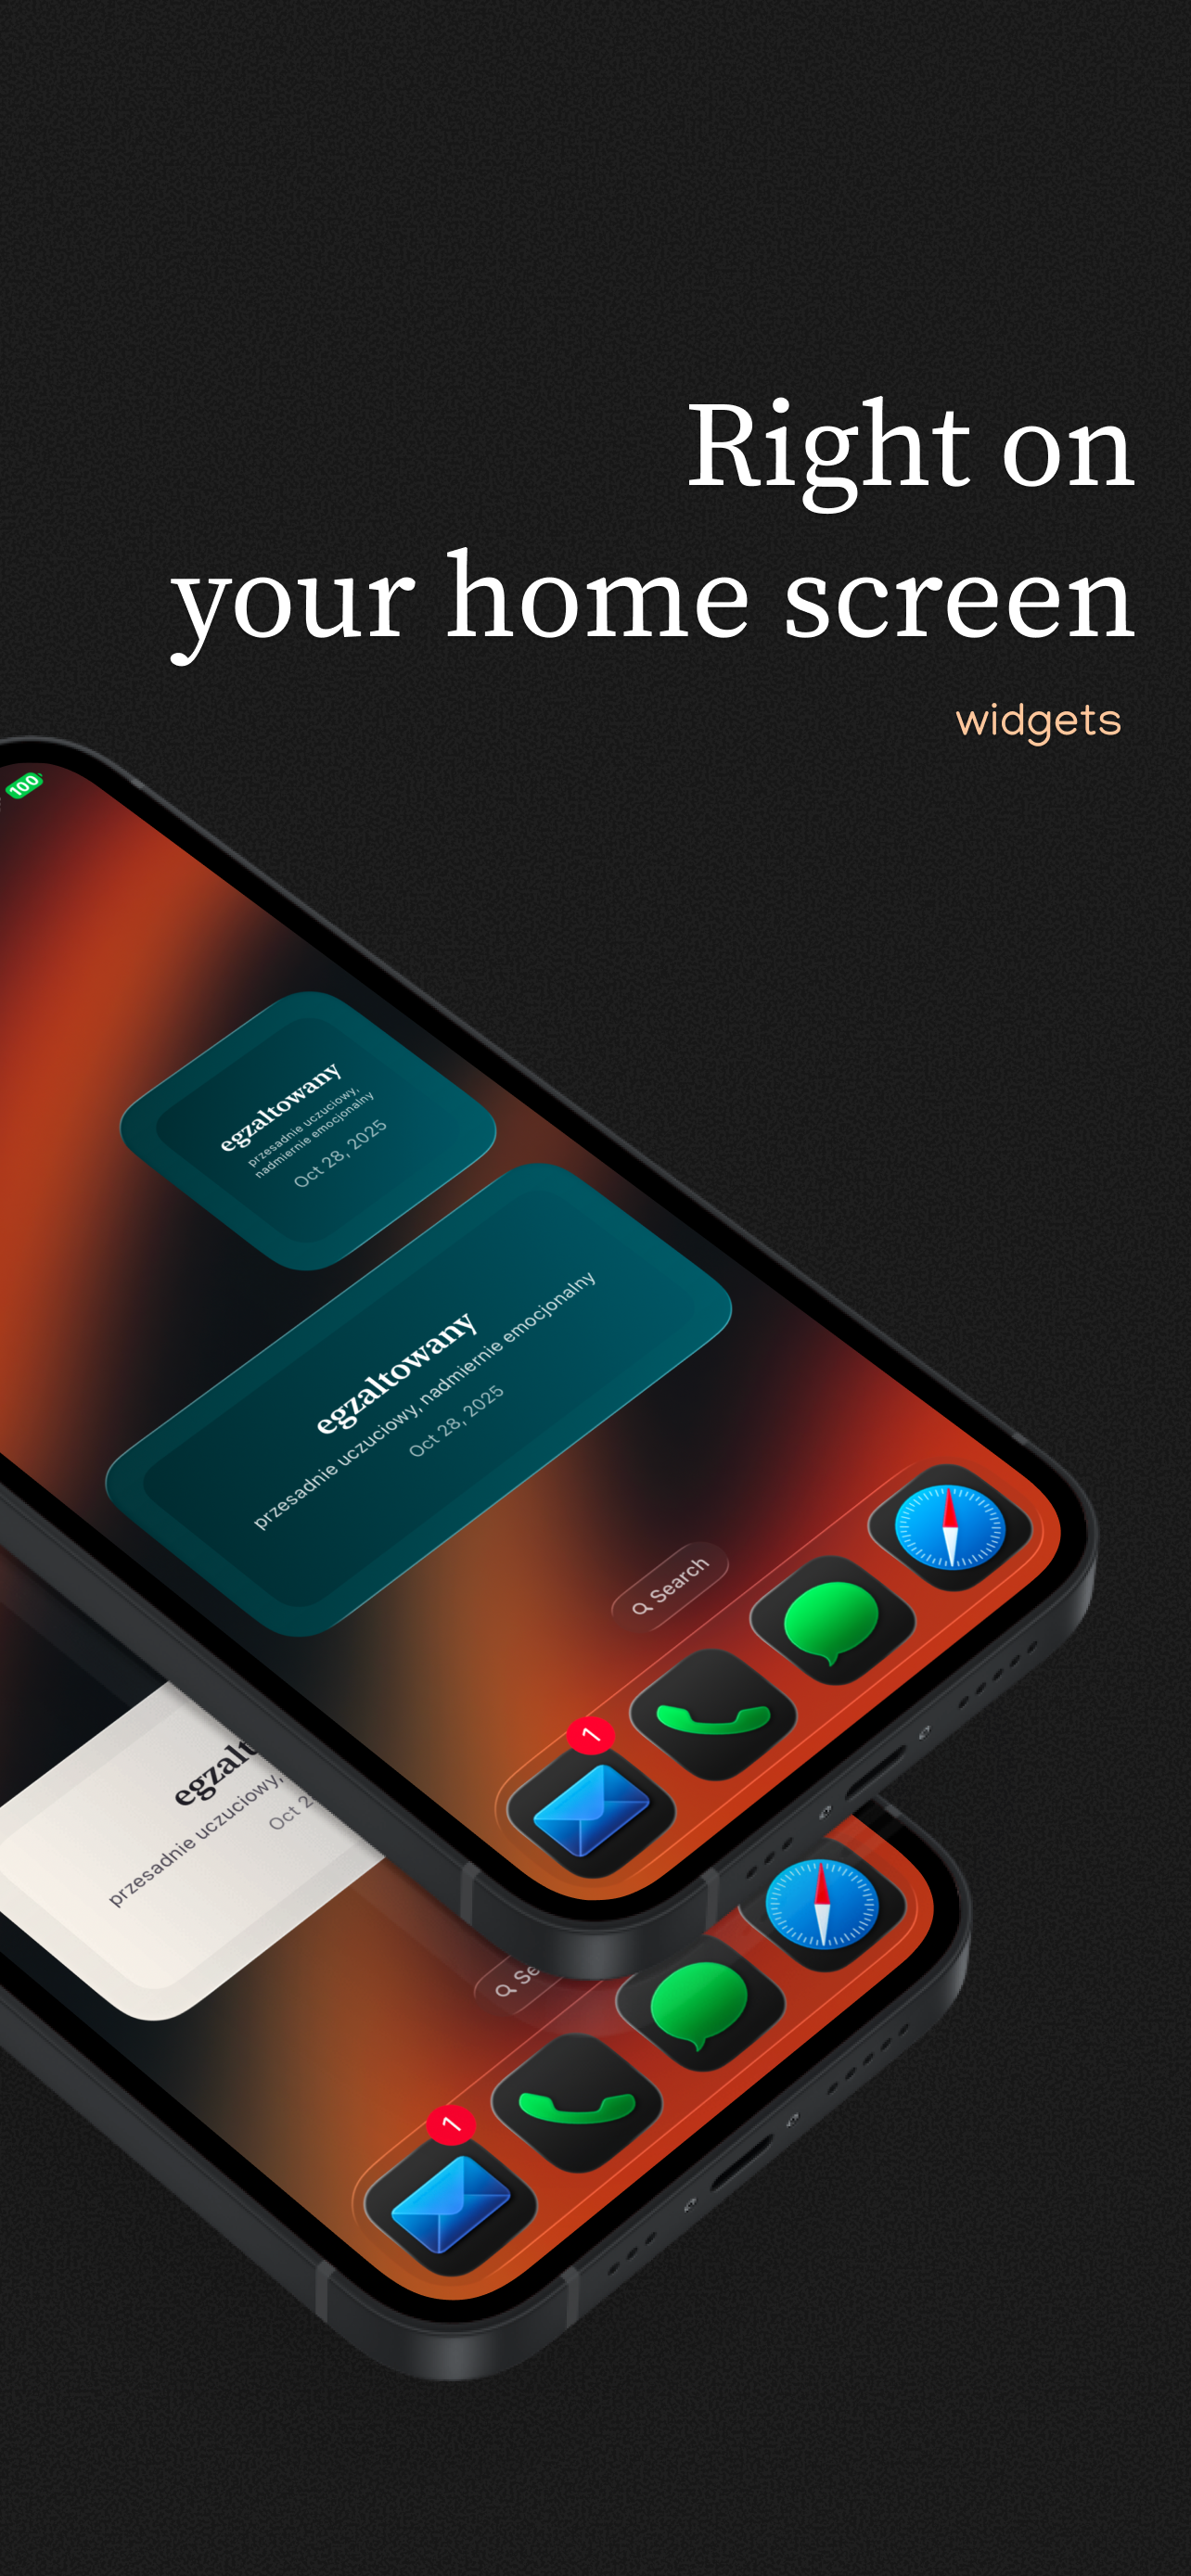 Right on
your home screen
widgets
100
egzaltowany
przesadnie uczuciowy,
nadmiernie emocjonalny
Oct 28, 2025
egzaltowany
przesadnie uczuciowy, nadmiernie emocjonalny
Oct 28, 2025
Search
1
egzalt
przesadnie uczuciowy,
Oct 2
Se
1